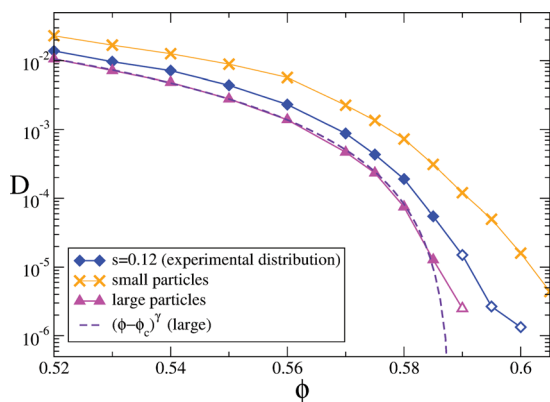 10^-2
10^-3
10^-4
10^-5
10^-6
D
s=0.12 (experimental distribution)
small particles
large particles
(ϕ−ϕ_c)^γ (large)
0.52 0.54 0.56 0.58 0.6
ϕ